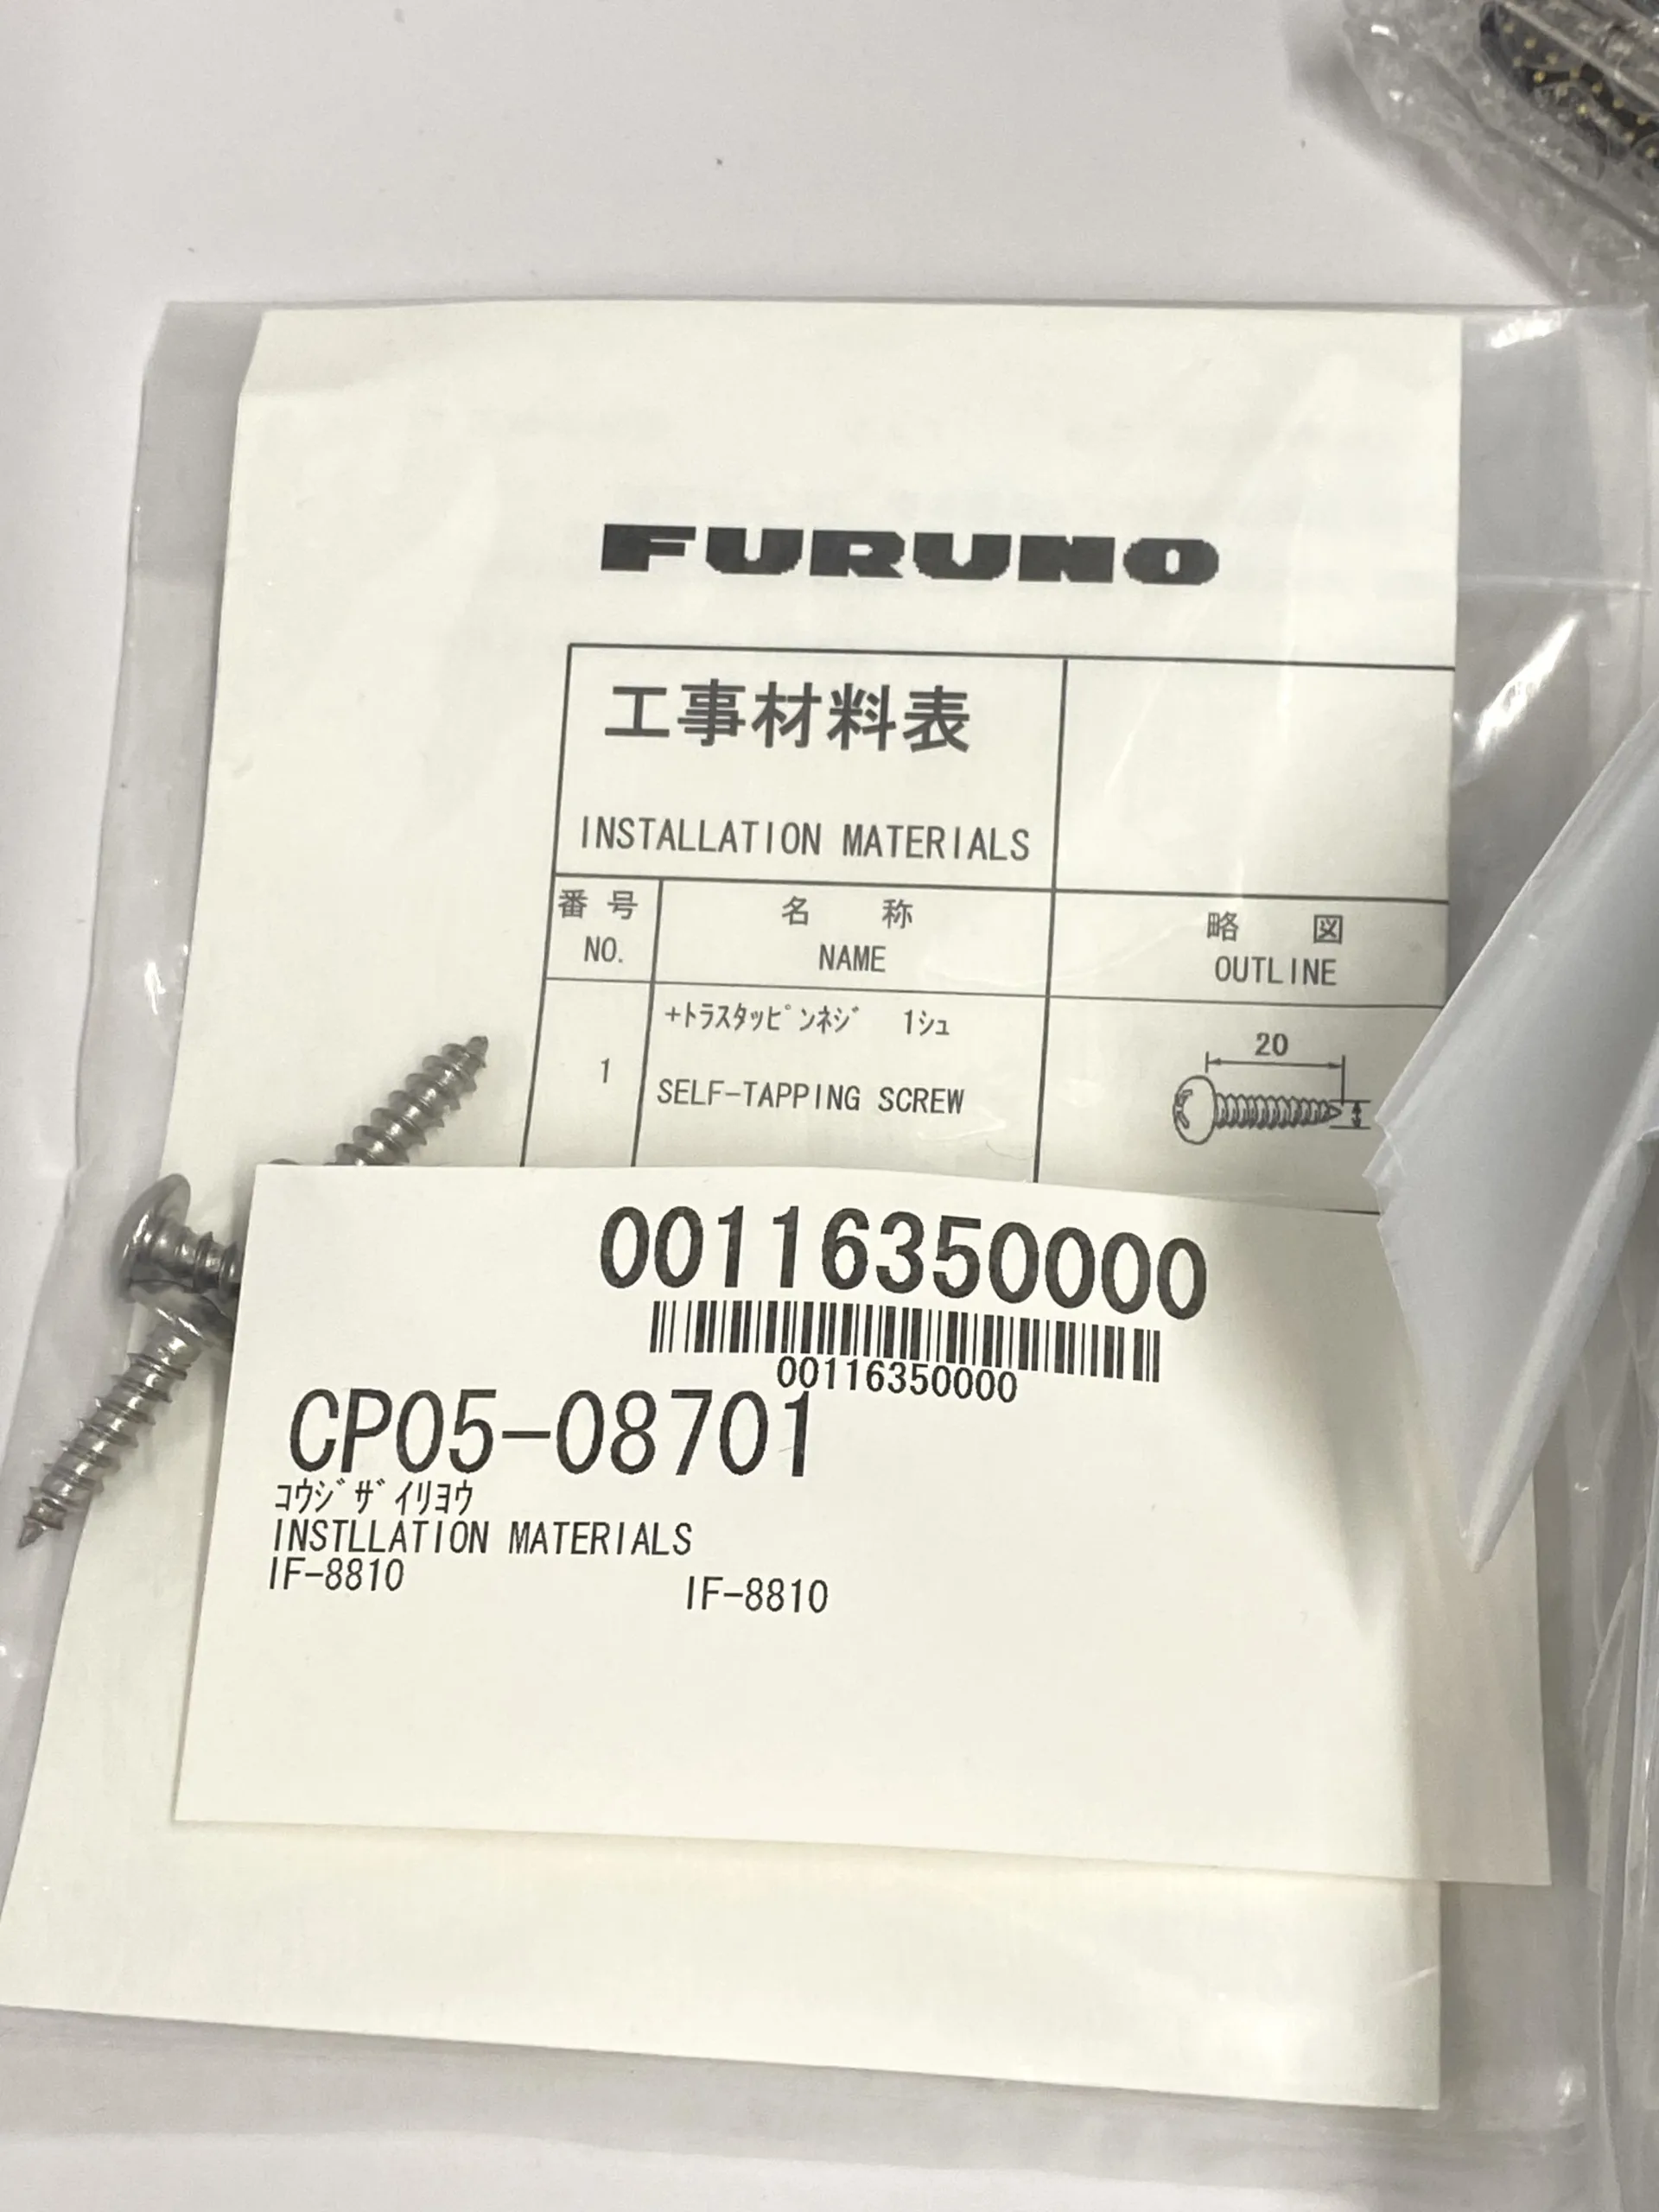 FURUNO
工事材料表
INSTALLATION MATERIALS
番 号 名 称 略 図
NO. NAME OUTLINE
+ﾄﾗｽﾀｯﾋﾟﾝﾈｼﾞ 1ｼｭ
1
SELF-TAPPING SCREW
20
00116350000
00116350000
CP05-08701
ｺｳｼﾞｻﾞｲﾘﾖｳ
INSTLLATION MATERIALS
IF-8810 IF-8810